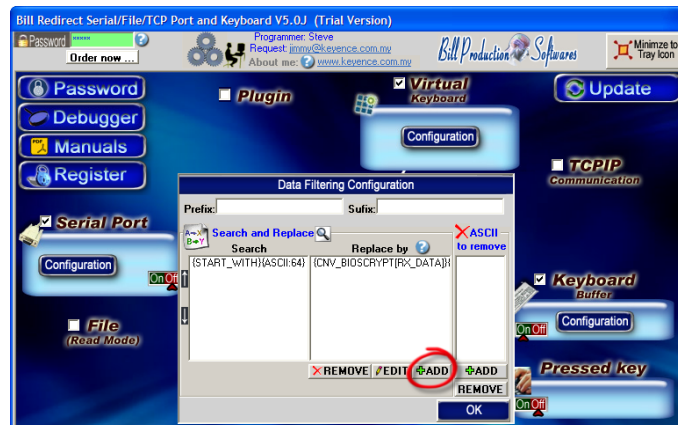 Bill Redirect Serial/File/TCP Port and Keyboard V5.0J (Trial Version)
Password *****
Order now ...
Programmer: Steve
Request: jimmy@keyence.com.my
About me: www.keyence.com.my
Bill Production Softwares
Minimze to
Tray Icon
Password
Debugger
Manuals
Register
Plugin
Virtual
Keyboard
Configuration
Update
TCPIP
Communication
Serial Port
Configuration
On Off
File
(Read Mode)
Data Filtering Configuration
Prefix:
Sufix:
A→X
B→Y
Search and Replace
Search
Replace by
ASCII
to remove
{START_WITH}{ASCII:64}
{CNV_BIOSCRYPT[RX_DATA]}{
REMOVE
EDIT
ADD
ADD
REMOVE
OK
Keyboard
Buffer
On Off
Configuration
Pressed key
On Off